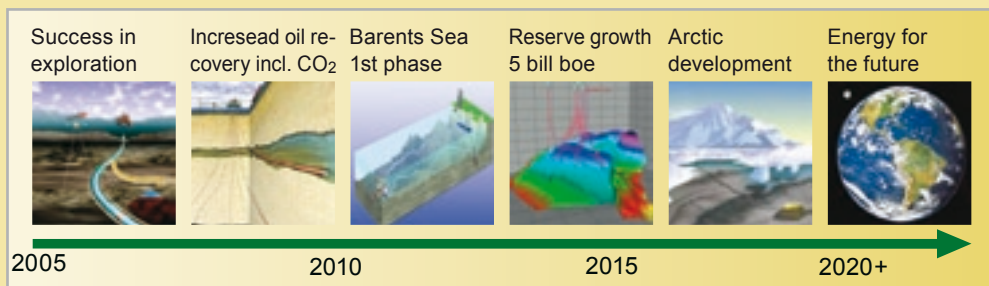 Success in
exploration
Incresead oil re-
covery incl. CO₂
Barents Sea
1st phase
Reserve growth
5 bill boe
Arctic
development
Energy for
the future
2005
2010
2015
2020+